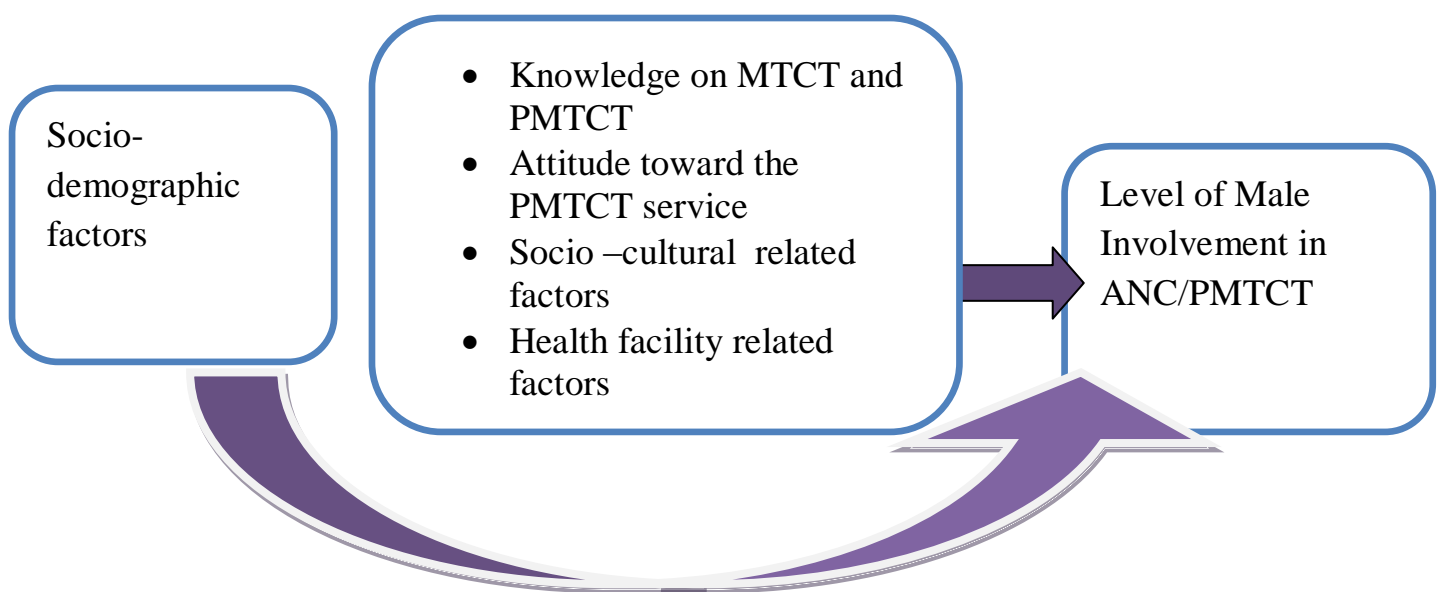 Socio-
demographic
factors
• Knowledge on MTCT and
PMTCT
• Attitude toward the
PMTCT service
• Socio –cultural  related
factors
• Health facility related
factors
Level of Male
Involvement in
ANC/PMTCT